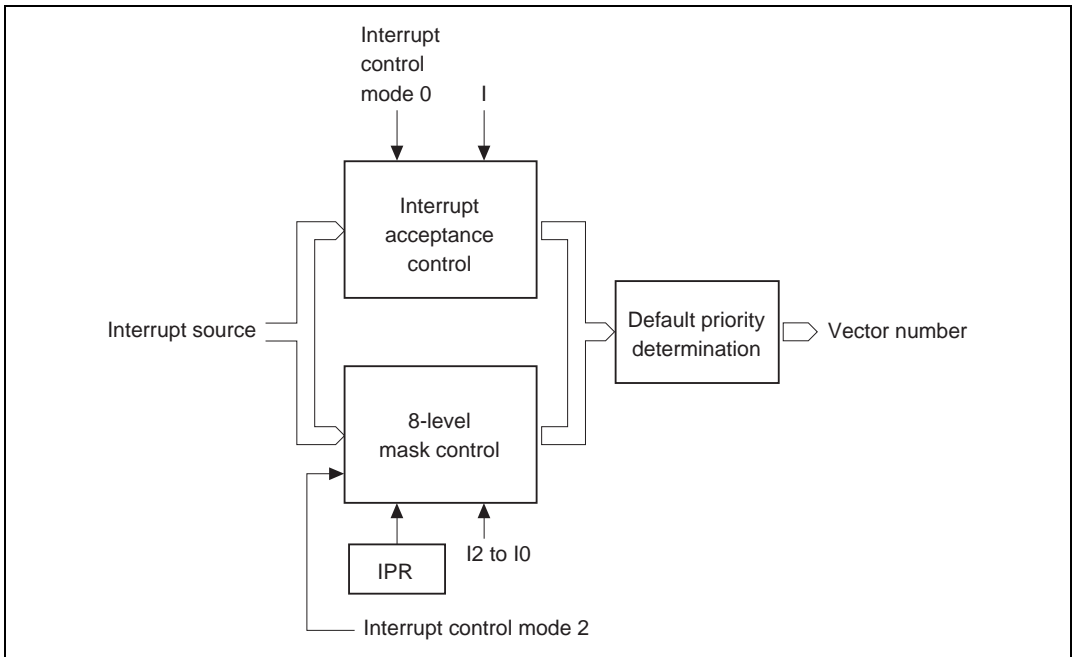 Interrupt
control
mode 0
I
Interrupt
acceptance
control
Interrupt source
Default priority
determination
Vector number
8-level
mask control
I2 to I0
IPR
Interrupt control mode 2